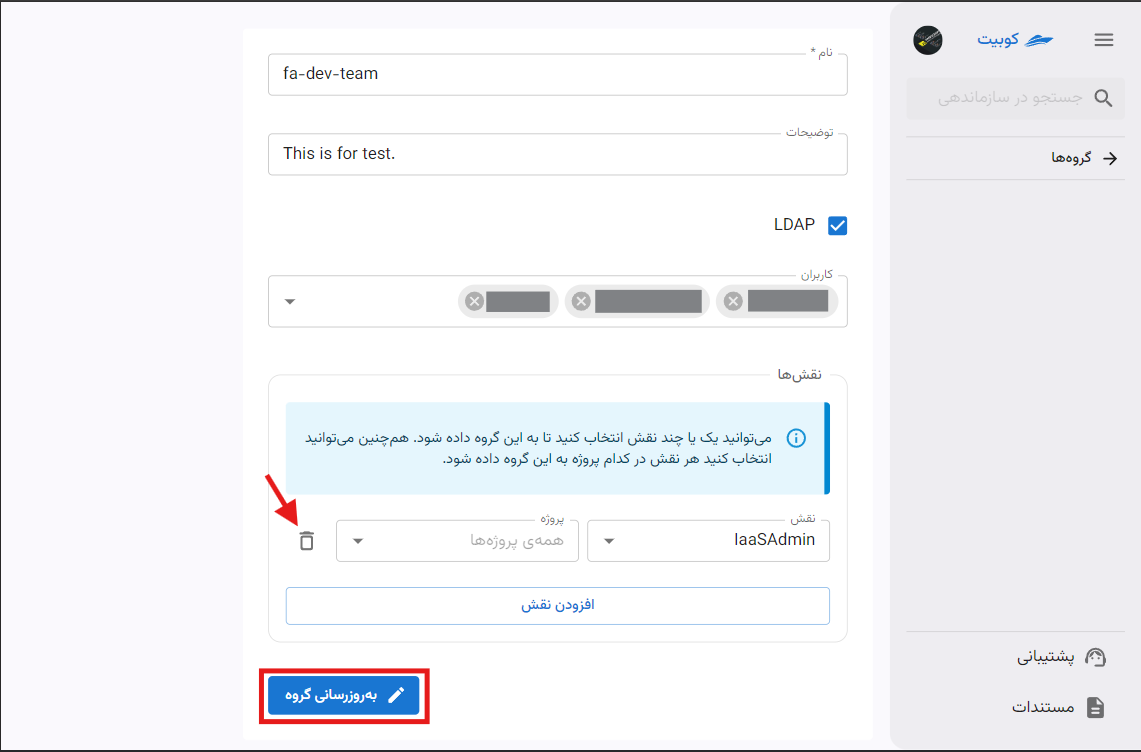 کوبیت
جستجو در سازماندهی
گروه‌ها
نام *
fa-dev-team
توضیحات
This is for test.
LDAP
کاربران
نقش‌ها
می‌توانید یک یا چند نقش انتخاب کنید تا به این گروه داده شود. هم‌چنین می‌توانید
انتخاب کنید هر نقش در کدام پروژه به این گروه داده شود.
نقش
IaaSAdmin
پروژه
همه‌ی پروژه‌ها
افزودن نقش
به‌روزرسانی گروه
پشتیبانی
مستندات